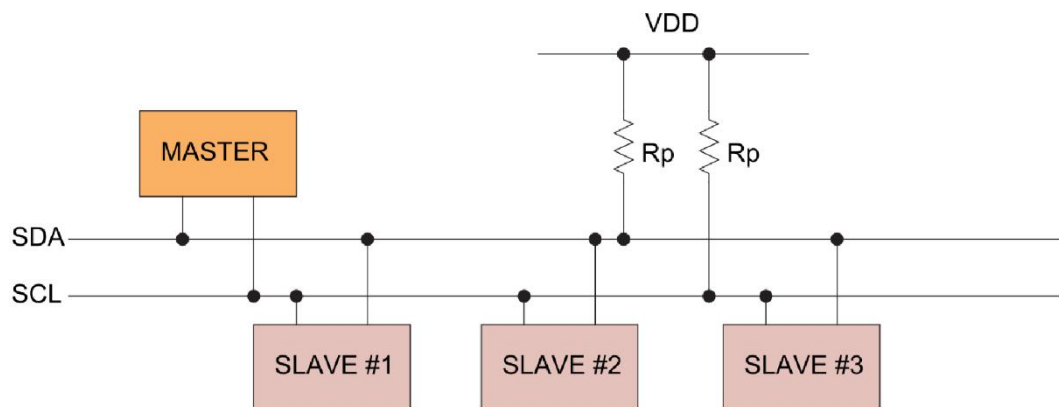 VDD
MASTER
Rp
Rp
SDA
SCL
SLAVE #1
SLAVE #2
SLAVE #3